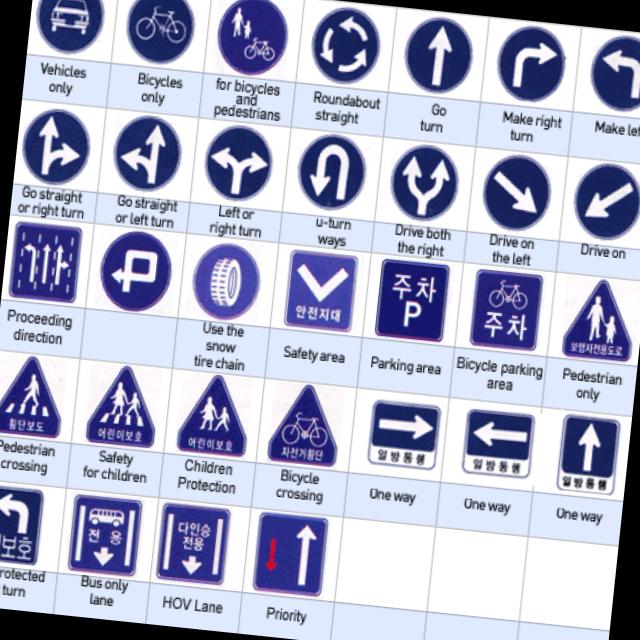 Vehicles
only
Bicycles
only
for bicycles
and
pedestrians
Roundabout
straight
Go
turn
Make right
turn
Make lef
Go straight
or right turn
Go straight
or left turn
Left or
right turn
u-turn
ways
Drive both
the right
Drive on
the left
Drive on
안전지대
주차
P
주차
보행자전용도로
Proceeding
direction
Use the
snow
tire chain
Safety area
Parking area
Bicycle parking
area
Pedestrian
only
횡단보도
어린이보호
어린이보호
자전거횡단
일방통행
일방통행
일방통행
Pedestrian
crossing
Safety
for children
Children
Protection
Bicycle
crossing
One way
One way
One way
보호
전용
다인승
전용
rotected
turn
Bus only
lane
HOV Lane
Priority